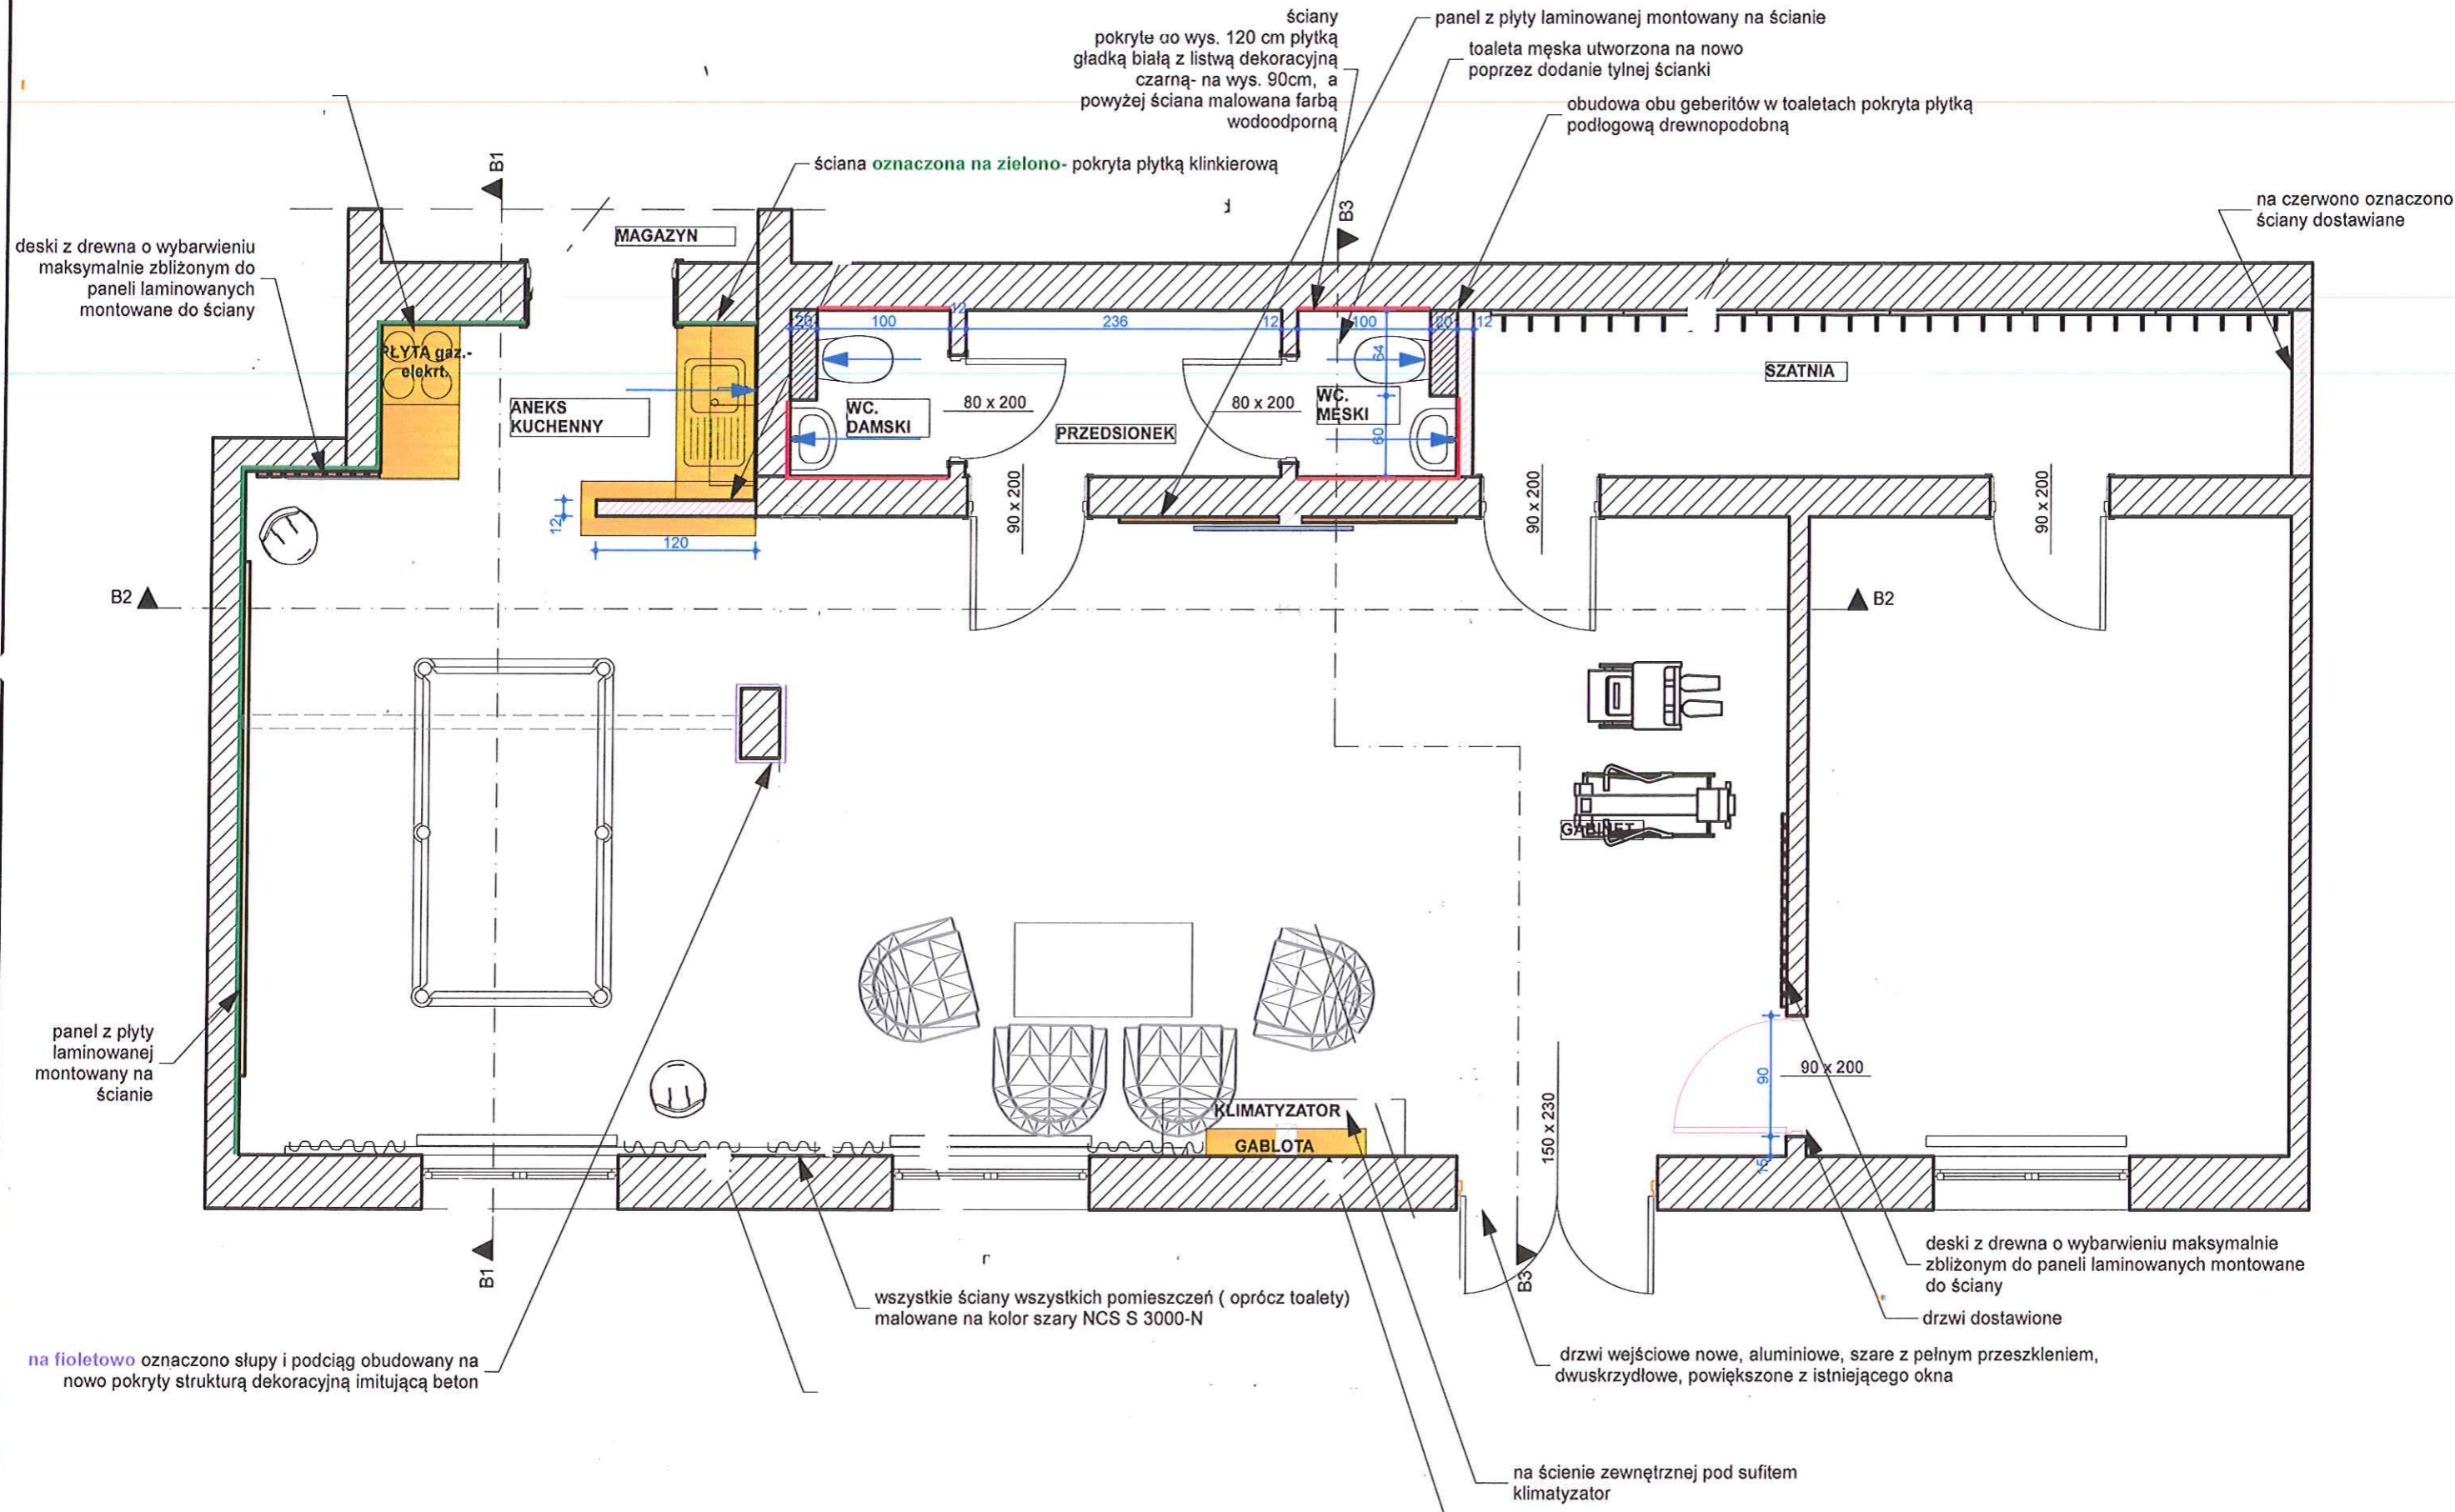 ściany
pokryte do wys. 120 cm płytką
gładką białą z listwą dekoracyjną
czarną- na wys. 90cm, a
powyżej ściana malowana farbą
wodoodporną
panel z płyty laminowanej montowany na ścianie
toaleta męska utworzona na nowo
poprzez dodanie tylnej ścianki
obudowa obu geberitów w toaletach pokryta płytką
podłogową drewnopodobną
ściana oznaczona na zielono- pokryta płytką klinkierową
na czerwono oznaczono
ściany dostawiane
deski z drewna o wybarwieniu
maksymalnie zbliżonym do
paneli laminowanych
montowane do ściany
B1
B3
MAGAZYN
20
100
12
236
12
100
20
12
PŁYTA gaz.-
elekrt.
ANEKS
KUCHENNY
WC.
DAMSKI
80 x 200
PRZEDSIONEK
80 x 200
WC.
MĘSKI
64
60
SZATNIA
90 x 200
90 x 200
90 x 200
12
120
B2
B2
GABINET
panel z płyty
laminowanej
montowany na
ścianie
90
90 x 200
15
KLIMATYZATOR
GABLOTA
150 x 230
B1
B3
wszystkie ściany wszystkich pomieszczeń ( oprócz toalety)
malowane na kolor szary NCS S 3000-N
na fioletowo oznaczono słupy i podciąg obudowany na
nowo pokryty strukturą dekoracyjną imitującą beton
deski z drewna o wybarwieniu maksymalnie
zbliżonym do paneli laminowanych montowane
do ściany
drzwi dostawione
drzwi wejściowe nowe, aluminiowe, szare z pełnym przeszkleniem,
dwuskrzydłowe, powiększone z istniejącego okna
na ścienie zewnętrznej pod sufitem
klimatyzator